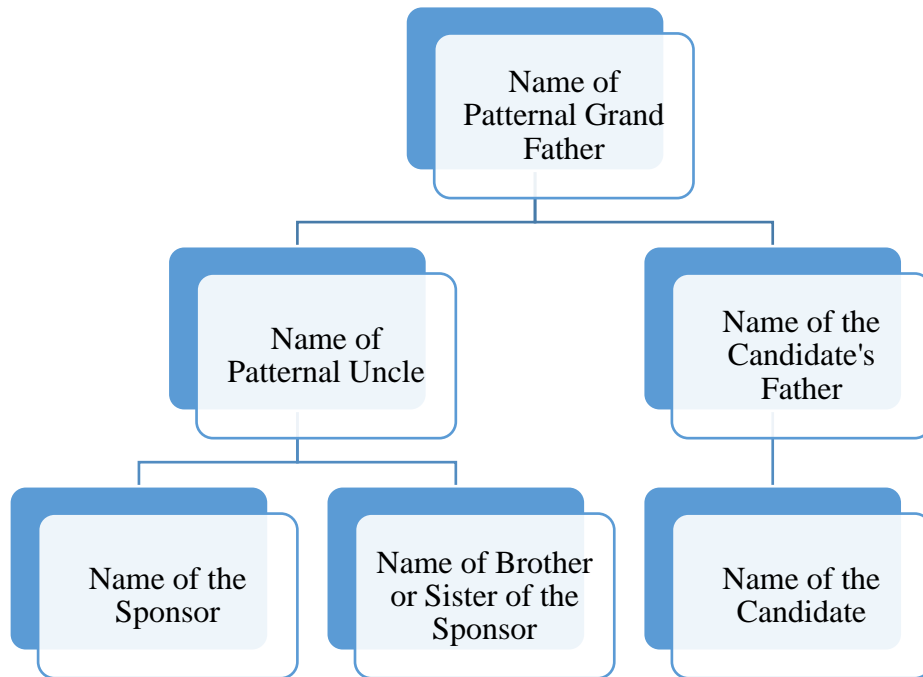 Name of
Patternal Grand
Father
Name of
Patternal Uncle
Name of the
Candidate's
Father
Name of the
Sponsor
Name of Brother
or Sister of the
Sponsor
Name of the
Candidate